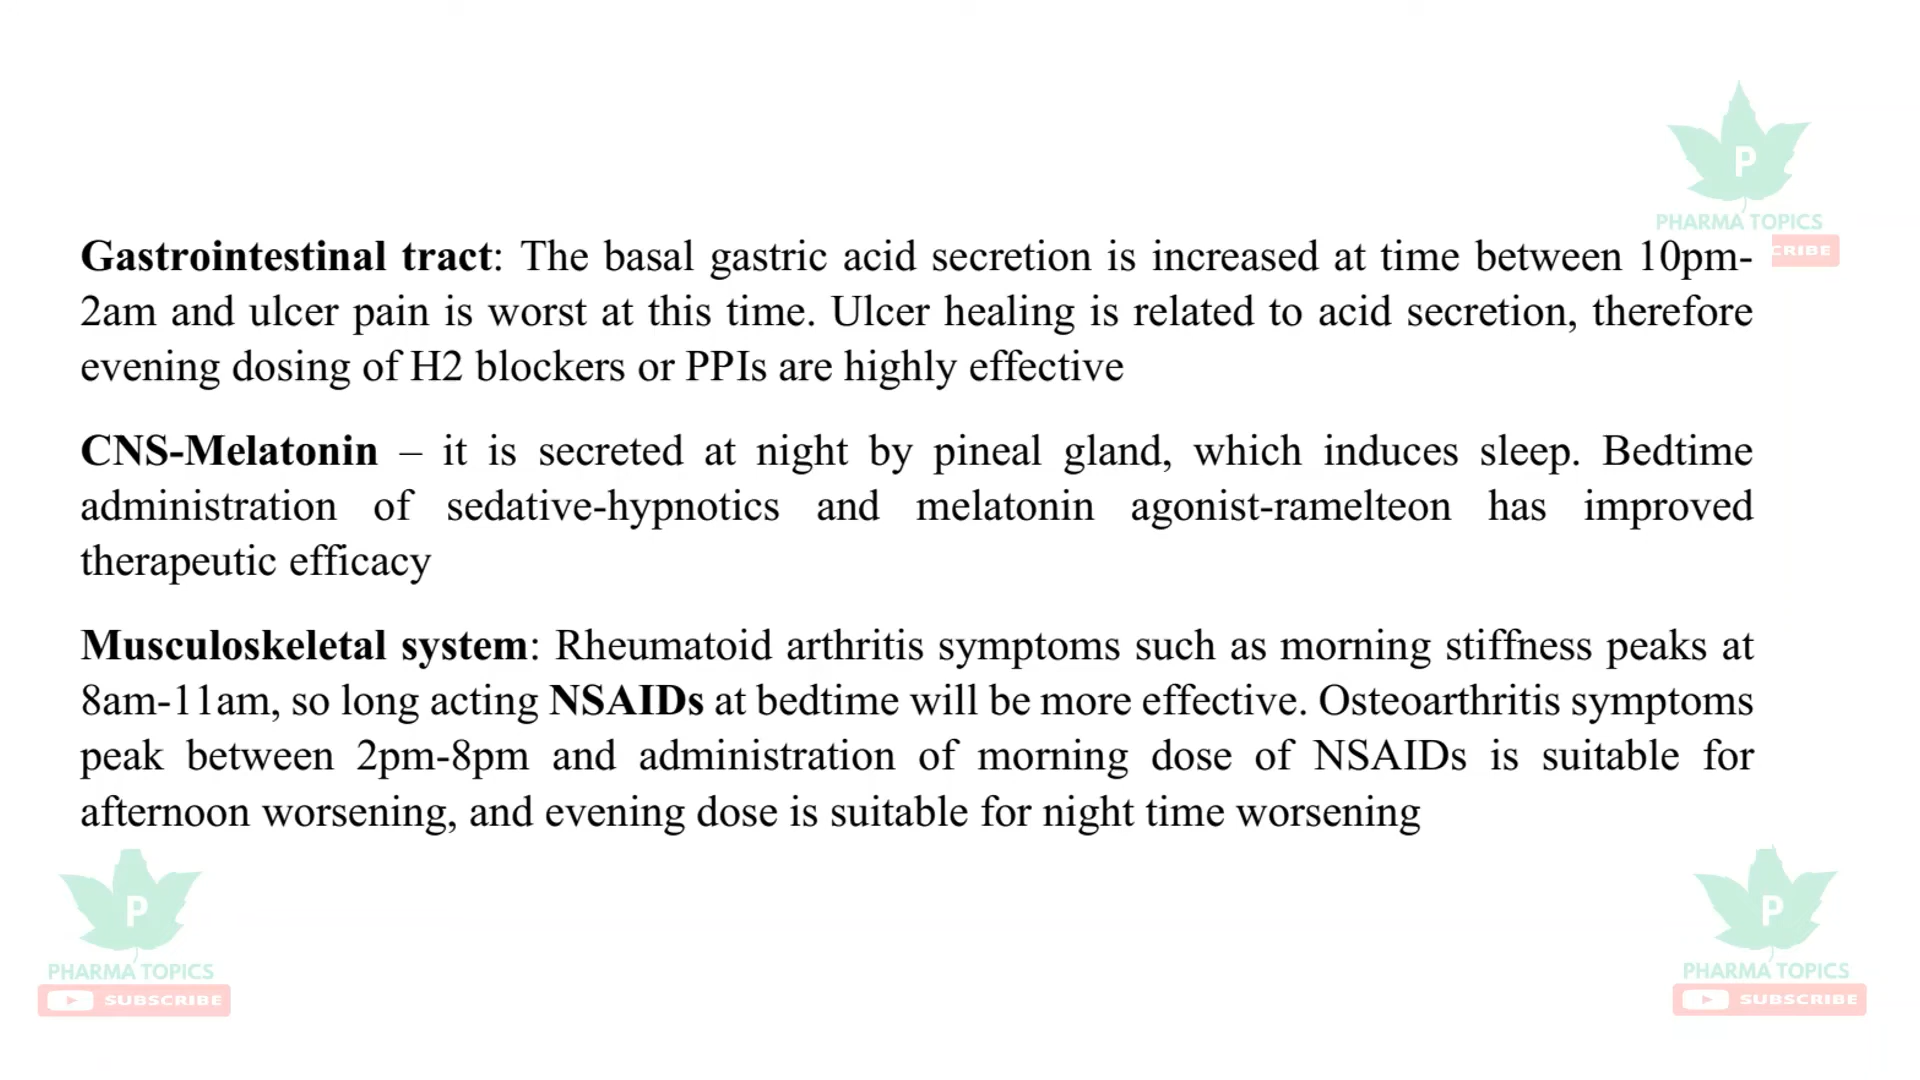 P
PHARMA TOPICS
CRIBE
Gastrointestinal tract: The basal gastric acid secretion is increased at time between 10pm-
2am and ulcer pain is worst at this time. Ulcer healing is related to acid secretion, therefore
evening dosing of H2 blockers or PPIs are highly effective
CNS-Melatonin – it is secreted at night by pineal gland, which induces sleep. Bedtime
administration of sedative-hypnotics and melatonin agonist-ramelteon has improved
therapeutic efficacy
Musculoskeletal system: Rheumatoid arthritis symptoms such as morning stiffness peaks at
8am-11am, so long acting NSAIDs at bedtime will be more effective. Osteoarthritis symptoms
peak between 2pm-8pm and administration of morning dose of NSAIDs is suitable for
afternoon worsening, and evening dose is suitable for night time worsening
P
PHARMA TOPICS
SUBSCRIBE
P
PHARMA TOPICS
SUBSCRIBE